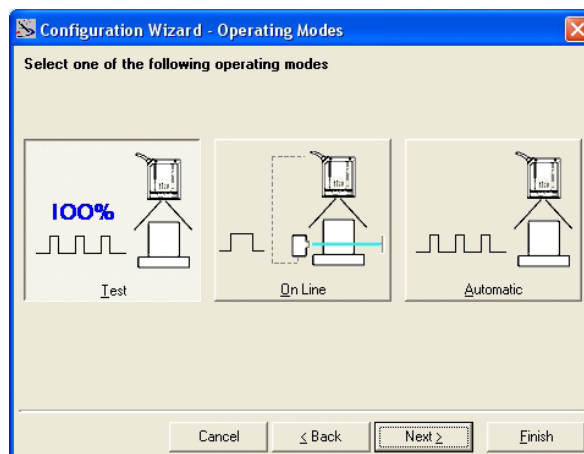 Configuration Wizard - Operating Modes
Select one of the following operating modes
100%
Test
On Line
Automatic
Cancel
< Back
Next >
Finish